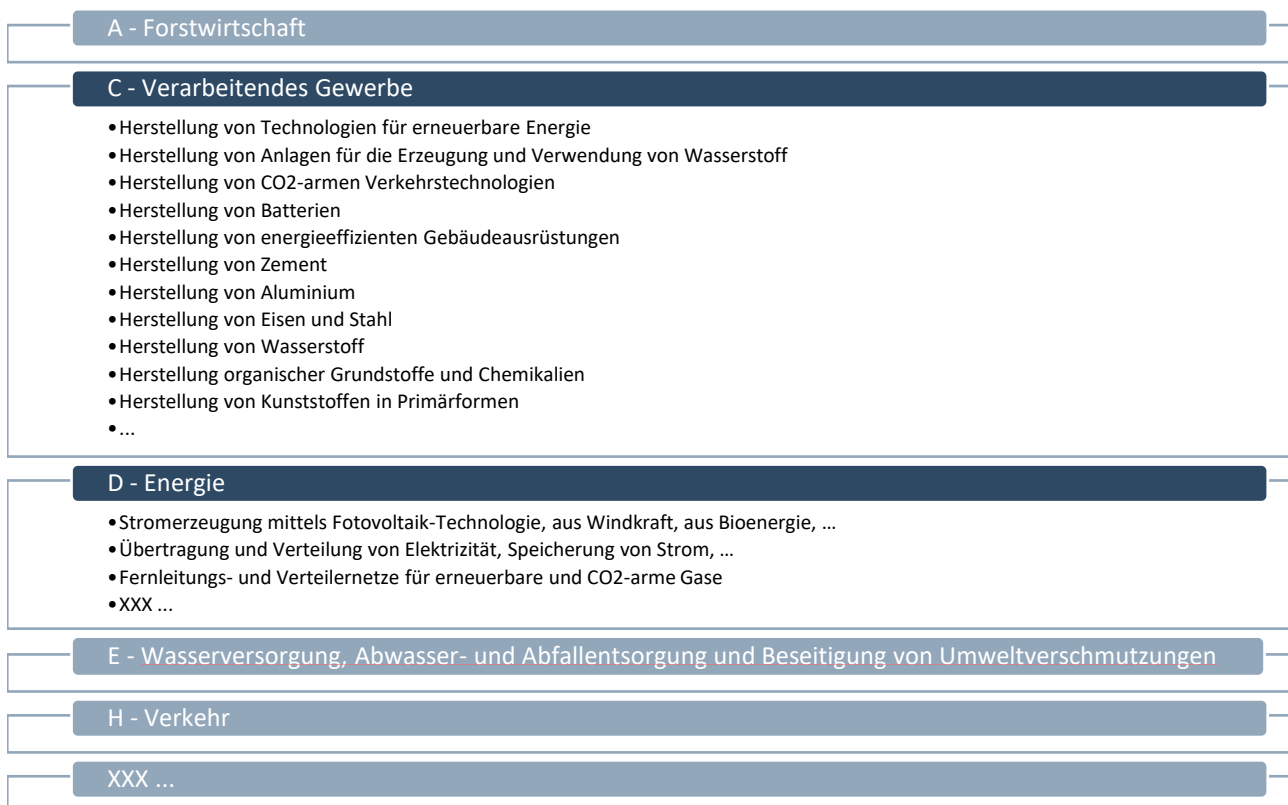 A - Forstwirtschaft
C - Verarbeitendes Gewerbe
•Herstellung von Technologien für erneuerbare Energie
•Herstellung von Anlagen für die Erzeugung und Verwendung von Wasserstoff
•Herstellung von CO2-armen Verkehrstechnologien
•Herstellung von Batterien
•Herstellung von energieeffizienten Gebäudeausrüstungen
•Herstellung von Zement
•Herstellung von Aluminium
•Herstellung von Eisen und Stahl
•Herstellung von Wasserstoff
•Herstellung organischer Grundstoffe und Chemikalien
•Herstellung von Kunststoffen in Primärformen
•...
D - Energie
•Stromerzeugung mittels Fotovoltaik-Technologie, aus Windkraft, aus Bioenergie, ...
•Übertragung und Verteilung von Elektrizität, Speicherung von Strom, ...
•Fernleitungs- und Verteilernetze für erneuerbare und CO2-arme Gase
•XXX ...
E - Wasserversorgung, Abwasser- und Abfallentsorgung und Beseitigung von Umweltverschmutzungen
H - Verkehr
XXX ...